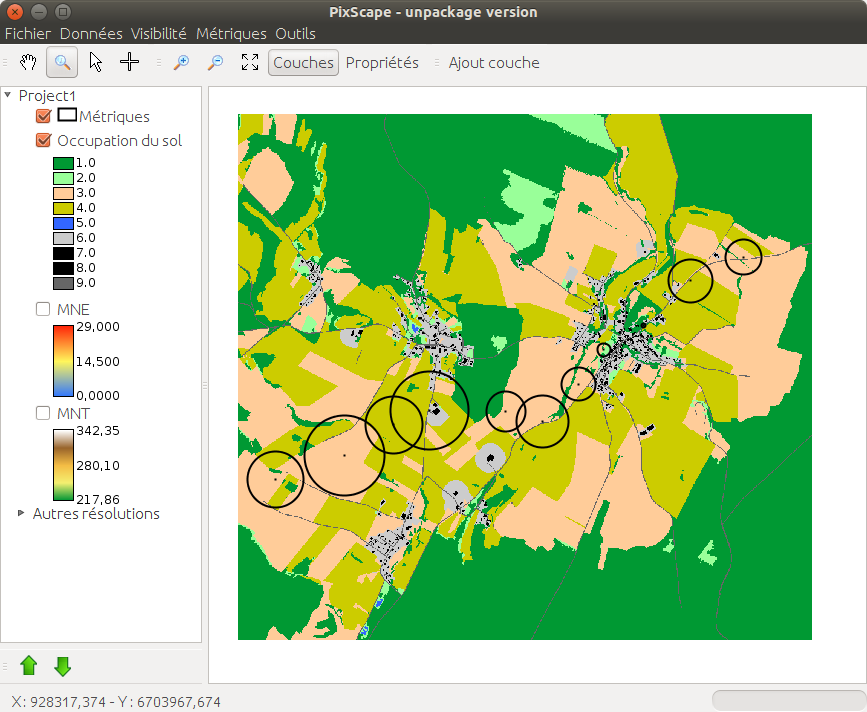 PixScape - unpackage version
Fichier Données Visibilité Métriques Outils
Couches Propriétés Ajout couche
Project1
Métriques
Occupation du sol
1.0
2.0
3.0
4.0
5.0
6.0
7.0
8.0
9.0
MNE
29,000
14,500
0,0000
MNT
342,35
280,10
217,86
Autres résolutions
X : 928317,374 - Y : 6703967,674